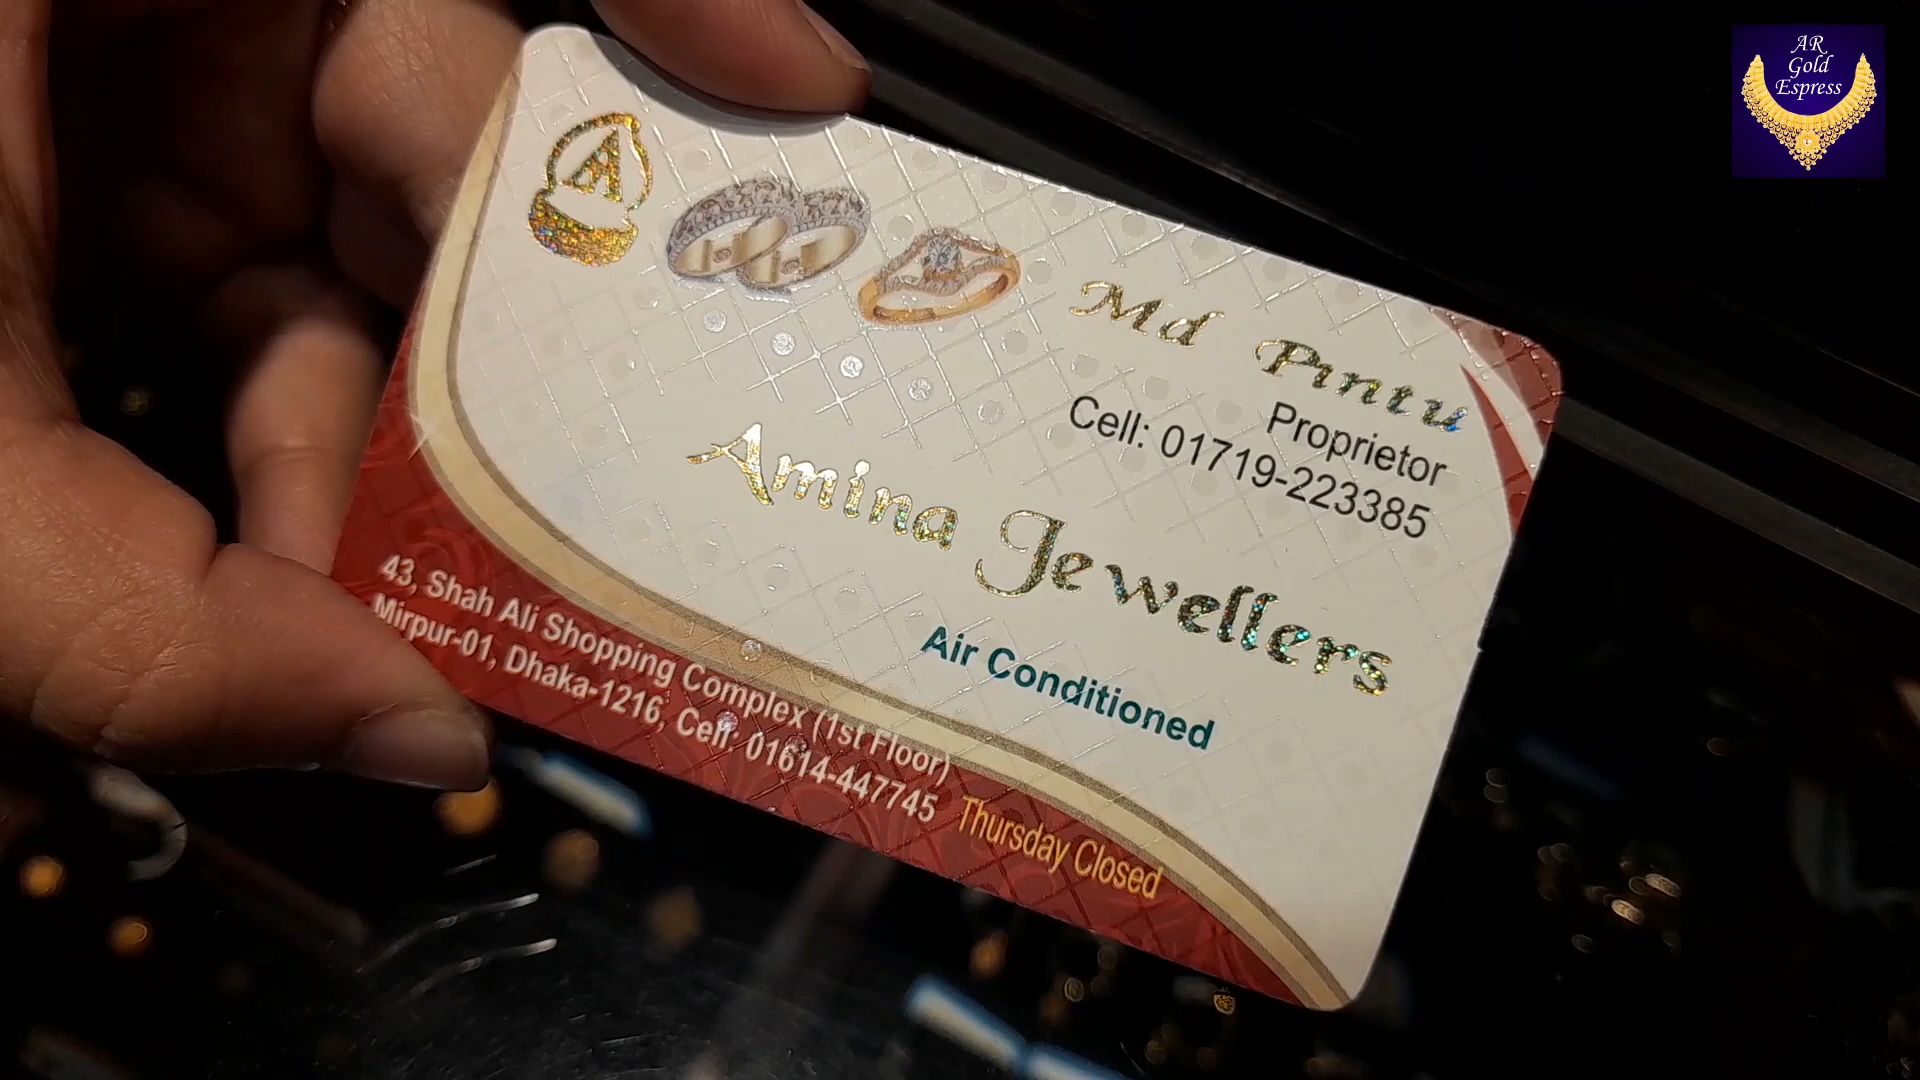 AR
Gold
Espress
A
Md Pintu
Proprietor
Cell: 01719-223385
Amina Jewellers
Air Conditioned
43, Shah Ali Shopping Complex (1st Floor)
Mirpur-01, Dhaka-1216, Cell: 01614-447745
Thursday Closed